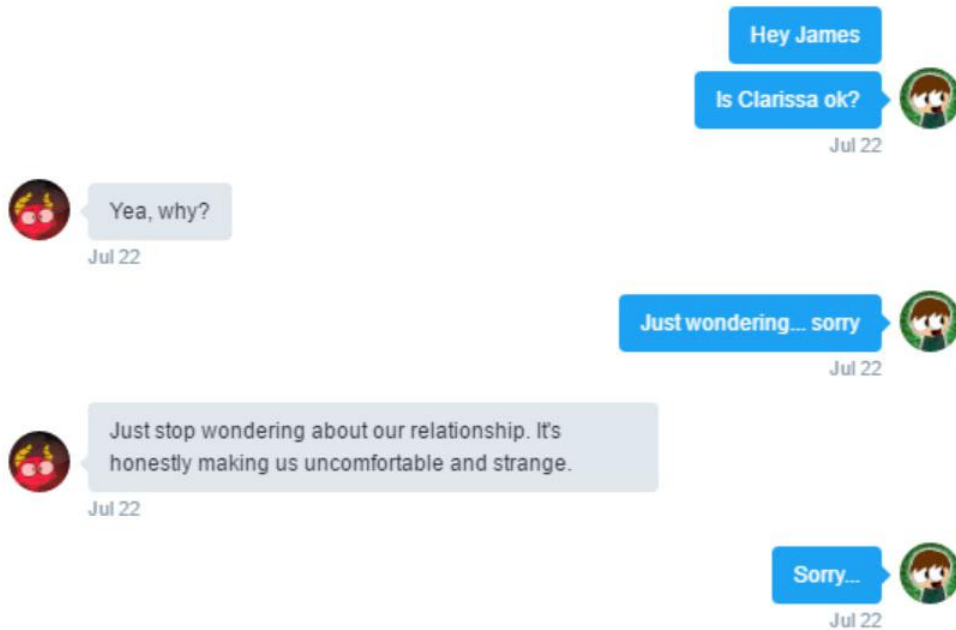 Hey James
Is Clarissa ok?
Jul 22
Yea, why?
Jul 22
Just wondering... sorry
Jul 22
Just stop wondering about our relationship. It's
honestly making us uncomfortable and strange.
Jul 22
Sorry...
Jul 22